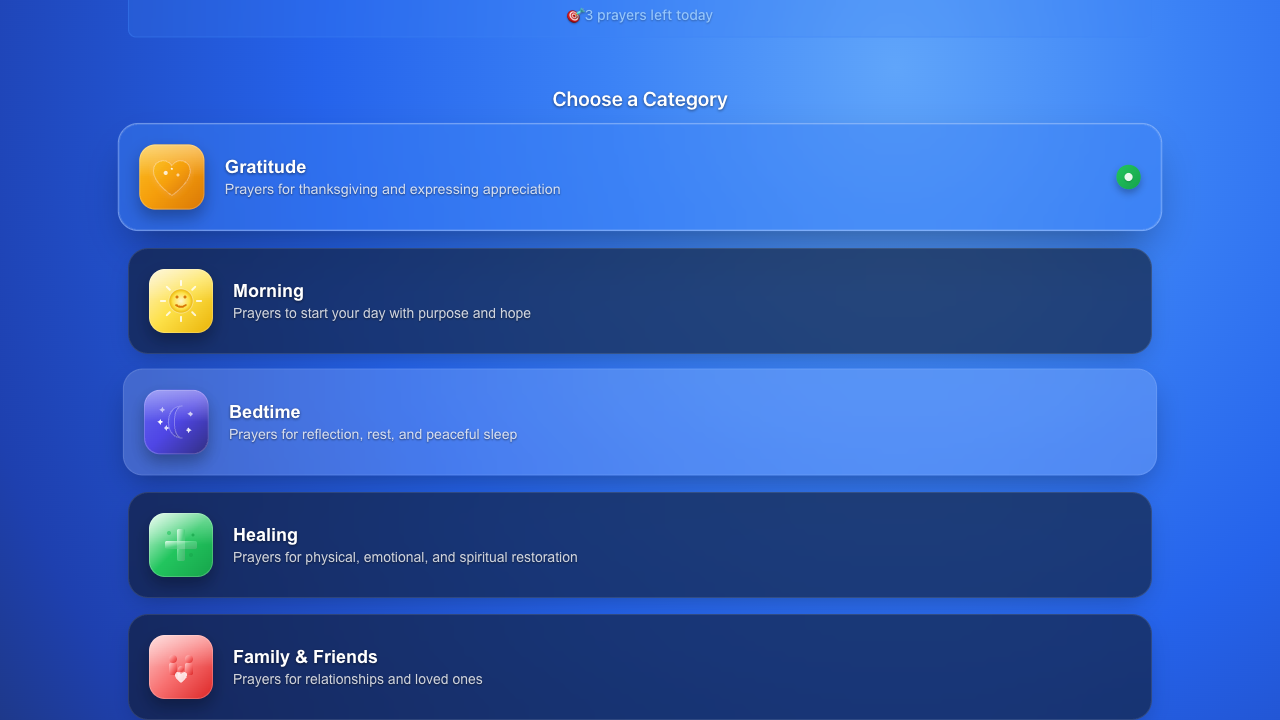 🎯 3 prayers left today
Choose a Category
Gratitude
Prayers for thanksgiving and expressing appreciation
Morning
Prayers to start your day with purpose and hope
Bedtime
Prayers for reflection, rest, and peaceful sleep
Healing
Prayers for physical, emotional, and spiritual restoration
Family & Friends
Prayers for relationships and loved ones